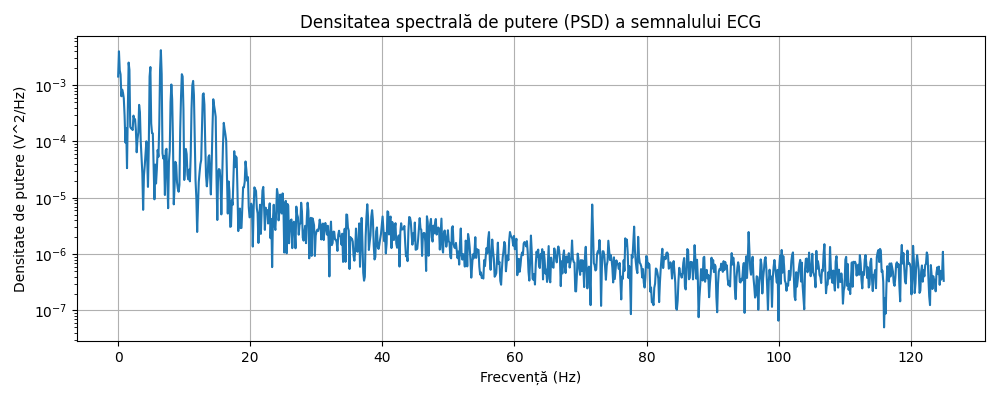 Densitatea spectrală de putere (PSD) a semnalului ECG
Densitate de putere (V^2/Hz)
10⁻³
10⁻⁴
10⁻⁵
10⁻⁶
10⁻⁷
0 20 40 60 80 100 120
Frecvență (Hz)